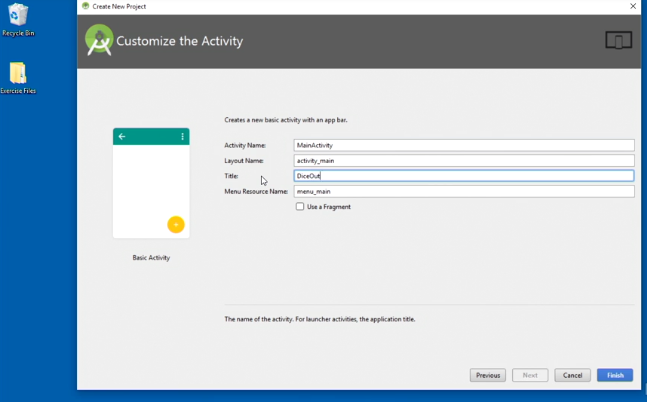 Create New Project
Recycle Bin
Customize the Activity
Exercise Files
Creates a new basic activity with an app bar.
Activity Name: MainActivity
Layout Name: activity_main
Title: DiceOut
Menu Resource Name: menu_main
Use a Fragment
Basic Activity
The name of the activity. For launcher activities, the application title.
Previous Next Cancel Finish